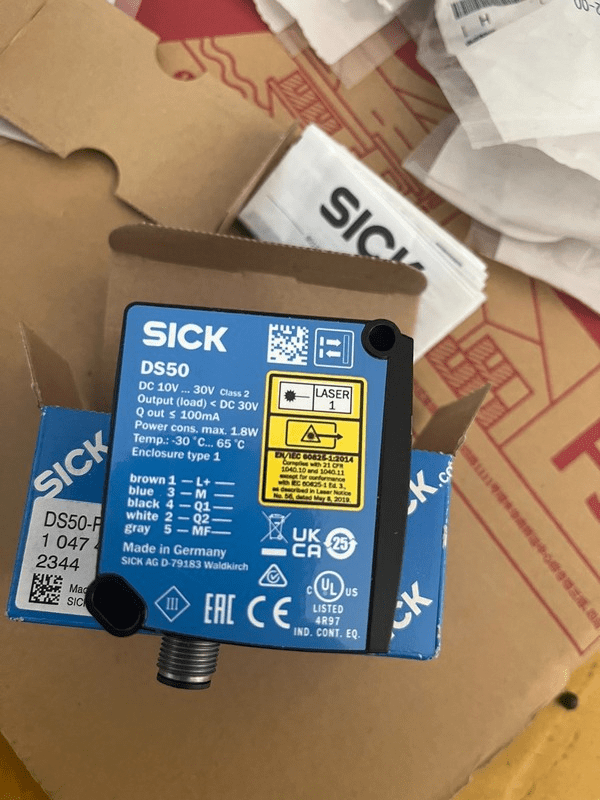 SICK
SICK
DS50
DC 10V ... 30V Class 2
Output (load) < DC 30V
Q out ≤ 100mA
Power cons. max. 1.8W
Temp.: -30 °C... 65 °C
Enclosure type 1
LASER
1
EN/IEC 60825-1:2014
Complies with 21 CFR
1040.10 and 1040.11
except for conformance
with IEC 60825-1 Ed. 3.,
as described in Laser Notice
No. 56, dated May 8, 2019.
brown 1 — L+
blue 3 — M
black 4 — Q1
white 2 — Q2
gray 5 — MF
Made in Germany
SICK AG D-79183 Waldkirch
UK
CA
25
III
EAC
CE
C UL US
LISTED
4R97
IND. CONT. EQ.
SICK
DS50-P
1 047
2344
SICK